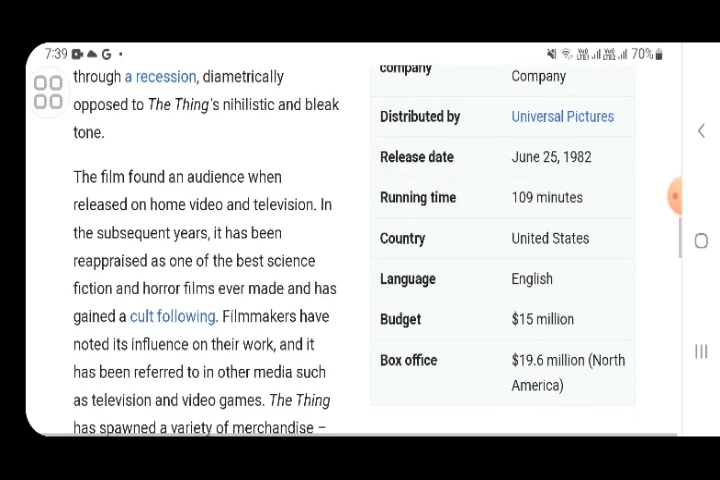 7:39 G 70%
through a recession, diametrically
opposed to The Thing's nihilistic and bleak
tone.
The film found an audience when
released on home video and television. In
the subsequent years, it has been
reappraised as one of the best science
fiction and horror films ever made and has
gained a cult following. Filmmakers have
noted its influence on their work, and it
has been referred to in other media such
as television and video games. The Thing
has spawned a variety of merchandise –
company
Company
Distributed by Universal Pictures
Release date June 25, 1982
Running time 109 minutes
Country United States
Language English
Budget $15 million
Box office $19.6 million (North
America)